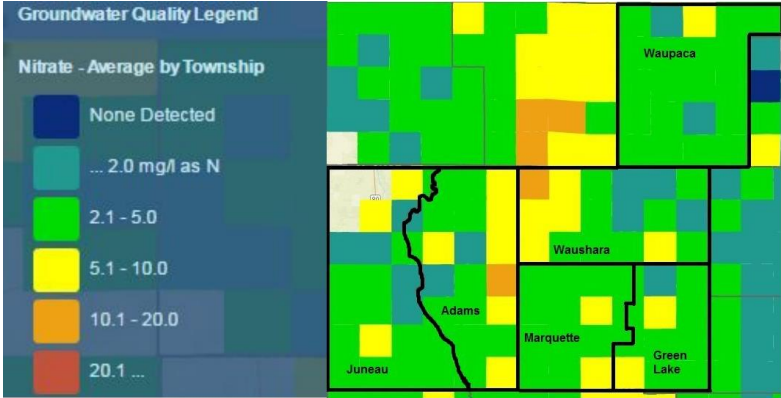 Groundwater Quality Legend
Nitrate - Average by Township
None Detected
... 2.0 mg/l as N
2.1 - 5.0
5.1 - 10.0
10.1 - 20.0
20.1 ...
Waupaca
Waushara
Adams
Marquette
Juneau
Green
Lake